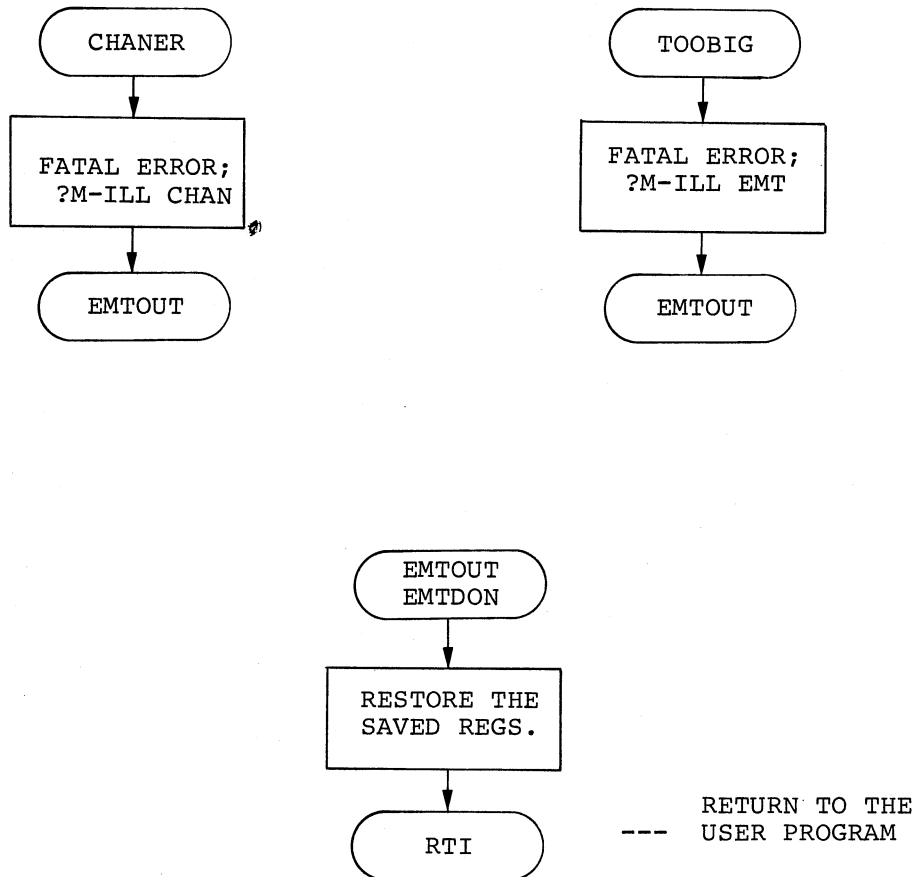 CHANER
FATAL ERROR;
?M-ILL CHAN
EMTOUT
TOOBIG
FATAL ERROR;
?M-ILL EMT
EMTOUT
EMTOUT
EMTDON
RESTORE THE
SAVED REGS.
RTI
--- RETURN TO THE
USER PROGRAM